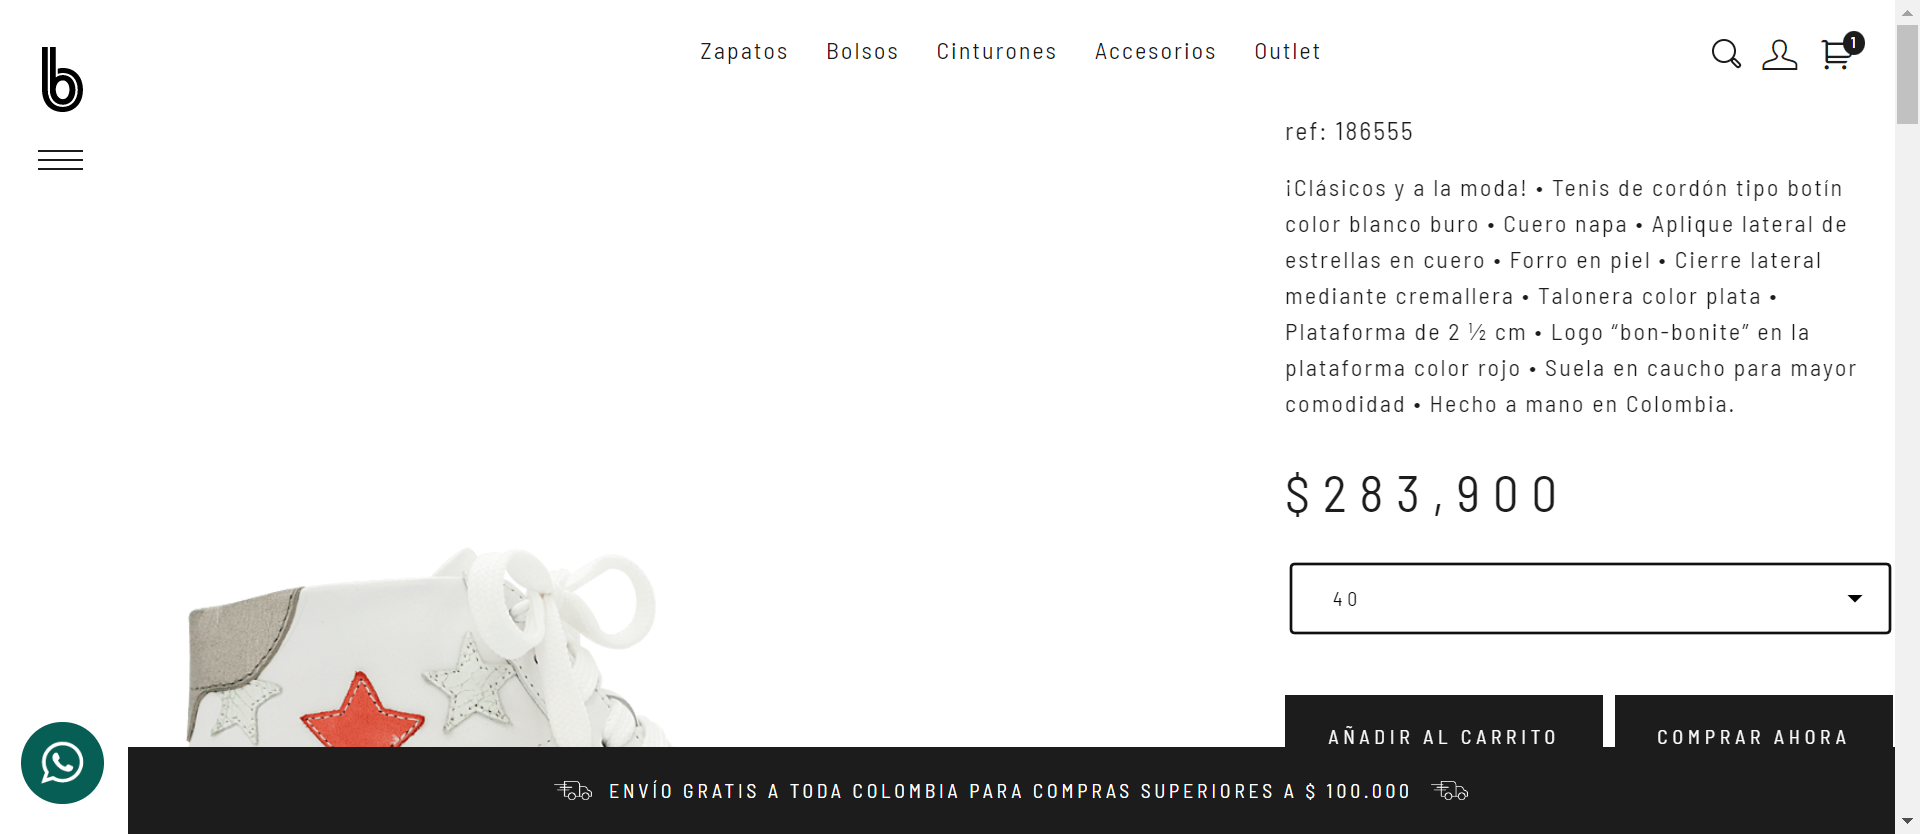 Zapatos Bolsos Cinturones Accesorios Outlet
1
b
ref: 186555
¡Clásicos y a la moda! • Tenis de cordón tipo botín
color blanco buro • Cuero napa • Aplique lateral de
estrellas en cuero • Forro en piel • Cierre lateral
mediante cremallera • Talonera color plata •
Plataforma de 2 ½ cm • Logo “bon-bonite” en la
plataforma color rojo • Suela en caucho para mayor
comodidad • Hecho a mano en Colombia.
$283,900
40
AÑADIR AL CARRITO
COMPRAR AHORA
ENVÍO GRATIS A TODA COLOMBIA PARA COMPRAS SUPERIORES A $ 100.000